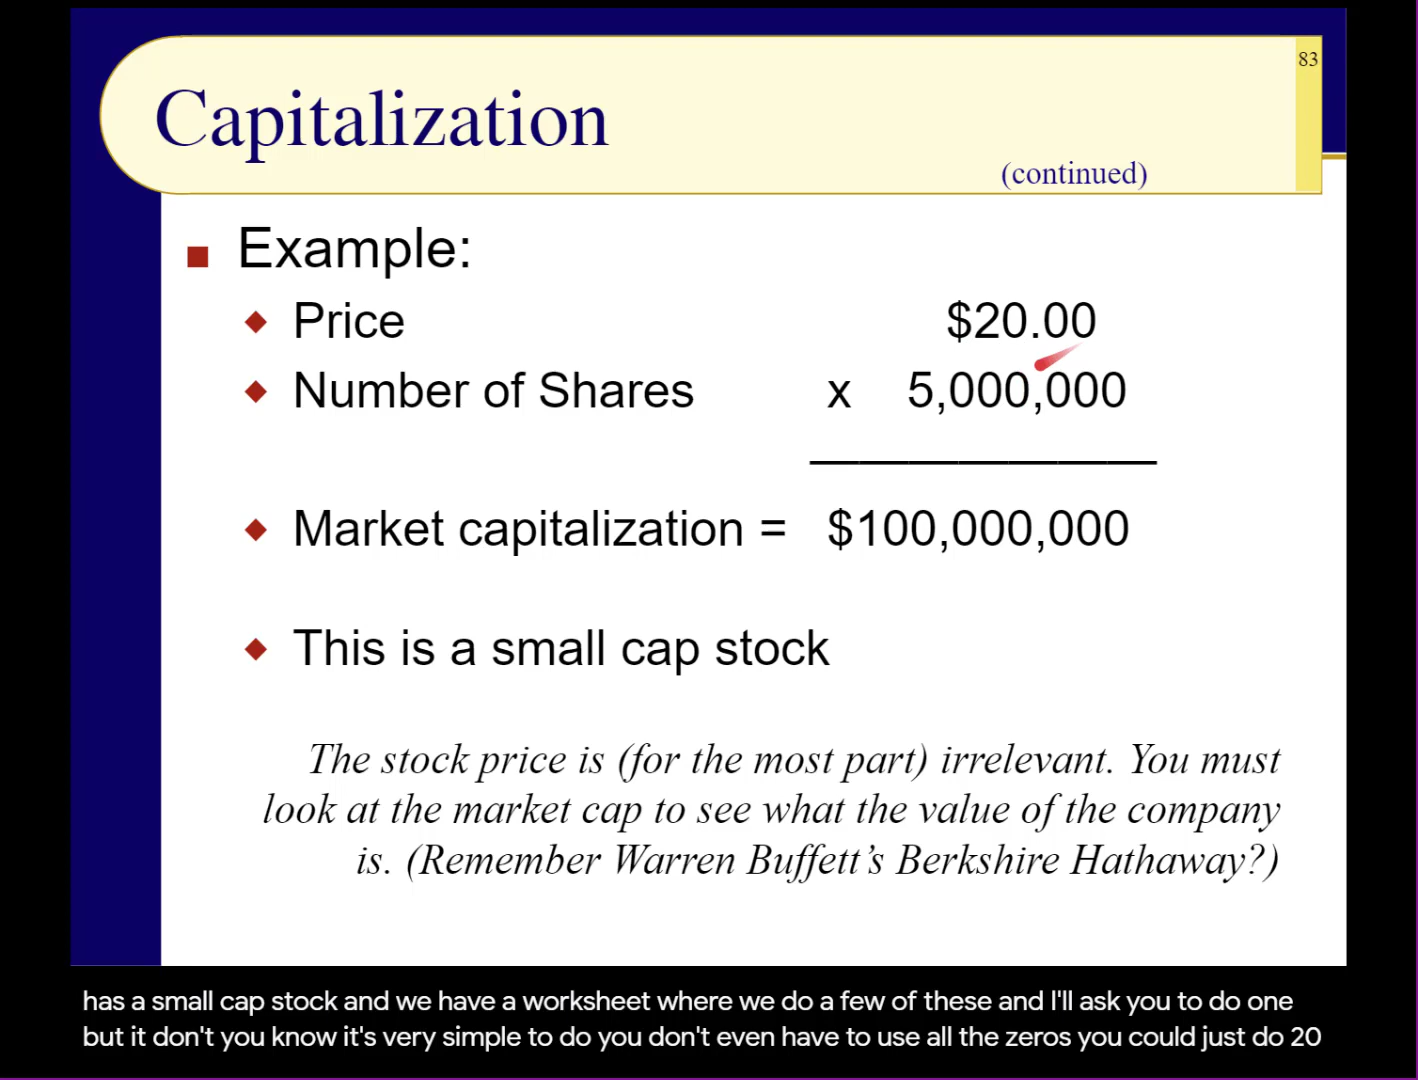 83
Capitalization
(continued)
Example:
Price $20.00
Number of Shares x 5,000,000
Market capitalization = $100,000,000
This is a small cap stock
The stock price is (for the most part) irrelevant. You must
look at the market cap to see what the value of the company
is. (Remember Warren Buffett’s Berkshire Hathaway?)
has a small cap stock and we have a worksheet where we do a few of these and I'll ask you to do one
but it don't you know it's very simple to do you don't even have to use all the zeros you could just do 20